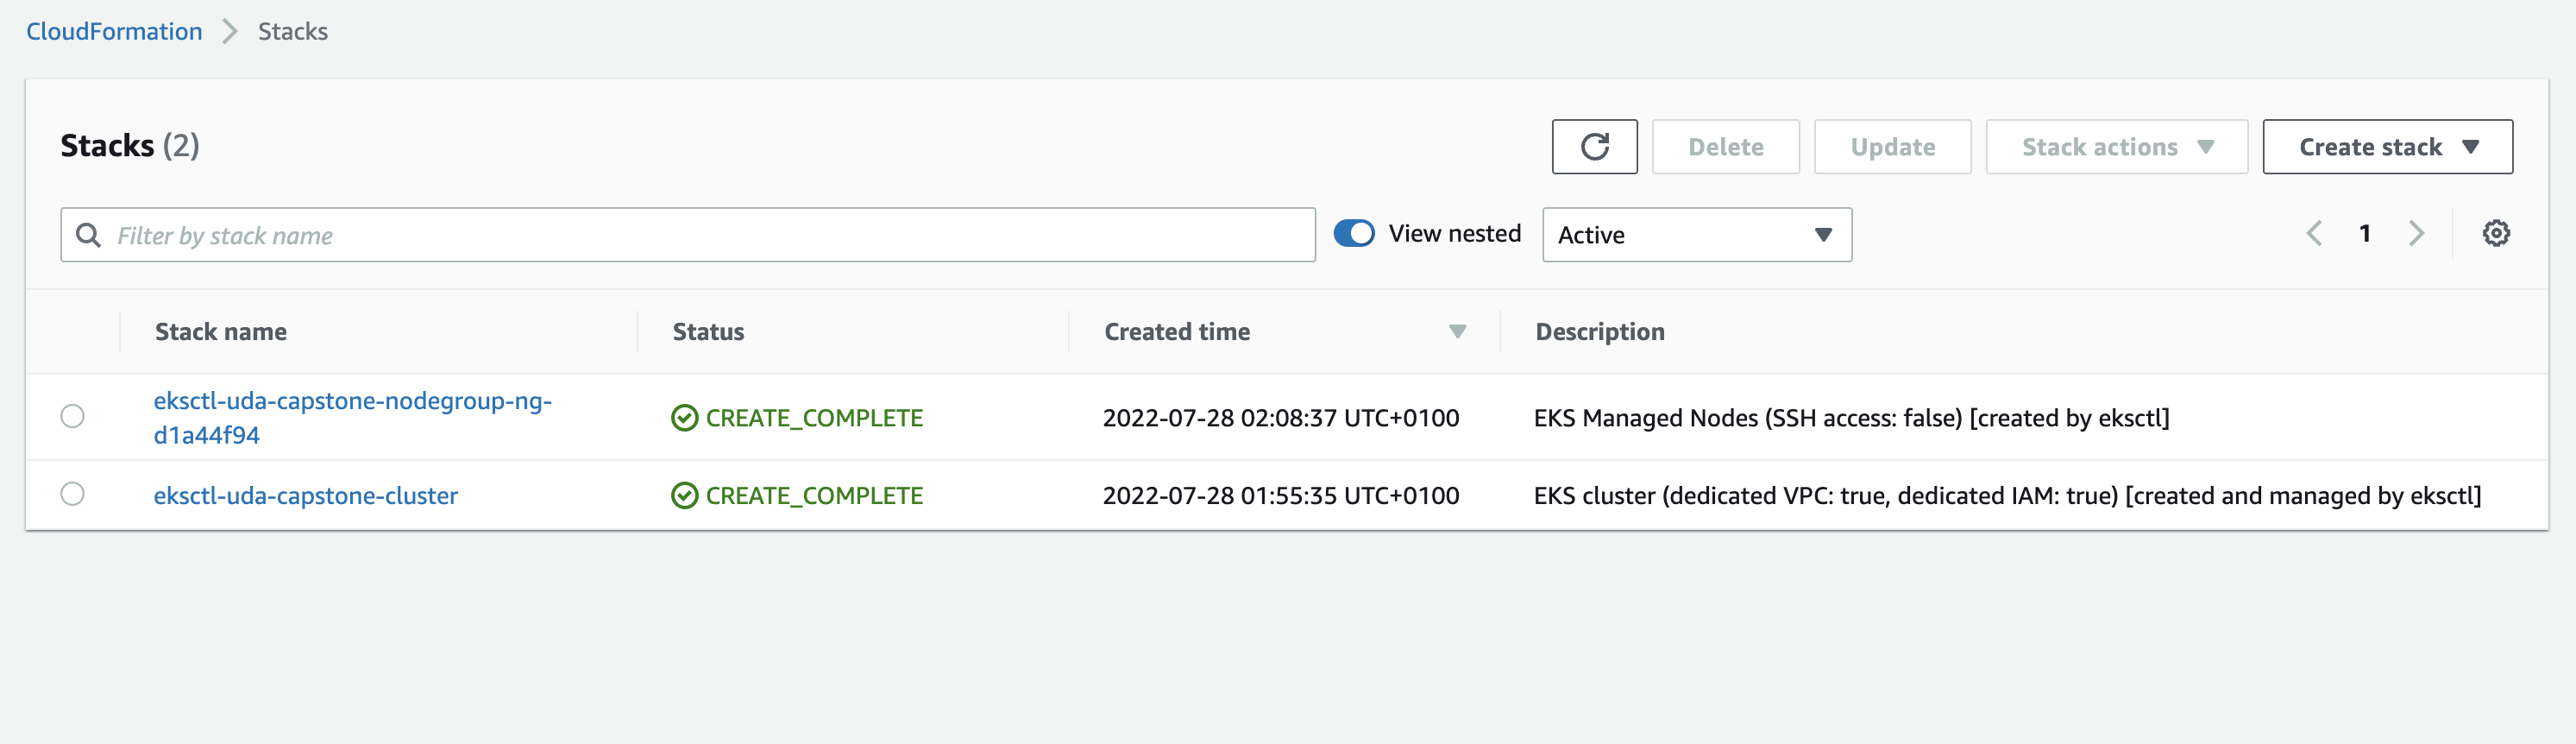 CloudFormation > Stacks
Stacks (2)
Delete
Update
Stack actions
Create stack
Filter by stack name
View nested
Active
1
Stack name
Status
Created time
Description
eksctl-uda-capstone-nodegroup-ng-
d1a44f94
CREATE_COMPLETE
2022-07-28 02:08:37 UTC+0100
EKS Managed Nodes (SSH access: false) [created by eksctl]
eksctl-uda-capstone-cluster
CREATE_COMPLETE
2022-07-28 01:55:35 UTC+0100
EKS cluster (dedicated VPC: true, dedicated IAM: true) [created and managed by eksctl]